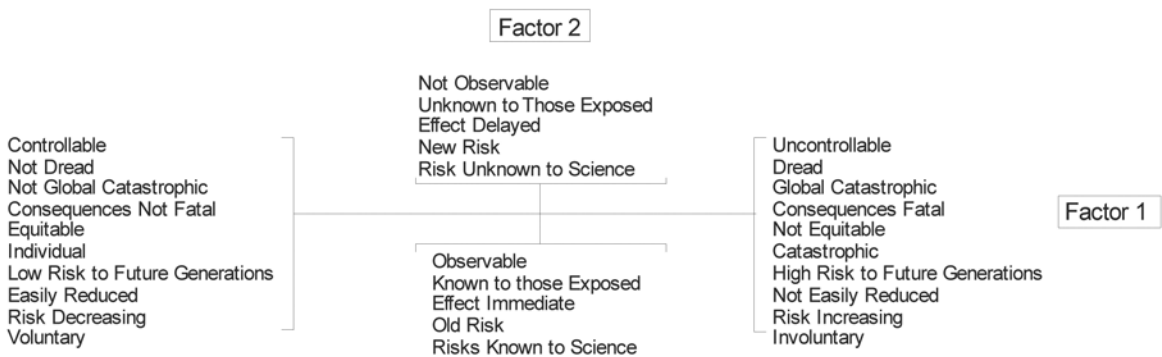 Factor 2
Not Observable
Unknown to Those Exposed
Effect Delayed
New Risk
Risk Unknown to Science
Controllable
Not Dread
Not Global Catastrophic
Consequences Not Fatal
Equitable
Individual
Low Risk to Future Generations
Easily Reduced
Risk Decreasing
Voluntary
Uncontrollable
Dread
Global Catastrophic
Consequences Fatal
Not Equitable
Catastrophic
High Risk to Future Generations
Not Easily Reduced
Risk Increasing
Involuntary
Factor 1
Observable
Known to those Exposed
Effect Immediate
Old Risk
Risks Known to Science